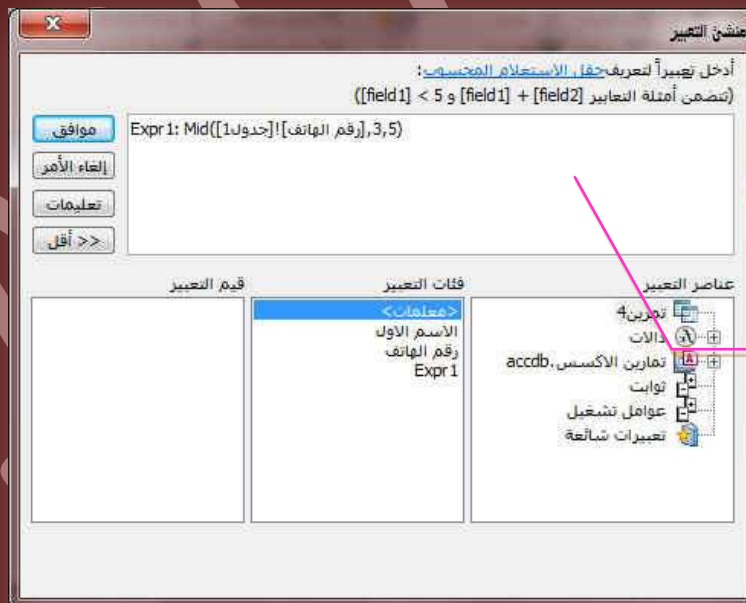 منشئ التعبير
أدخل تعبيراً لتعريف حقل الاستعلام المحسوب:
(تتضمن أمثلة التعابير [field1] + [field2] و [field1] < 5)
Expr1: Mid([جدول1]![رقم الهاتف],3,5)
موافق
إلغاء الأمر
تعليمات
<< أقل
عناصر التعبير
تمرين4
دالات
تمارين الاكسس.accdb
ثوابت
عوامل تشغيل
تعبيرات شائعة
فئات التعبير
<معلمات>
الاسم الاول
رقم الهاتف
Expr1
قيم التعبير